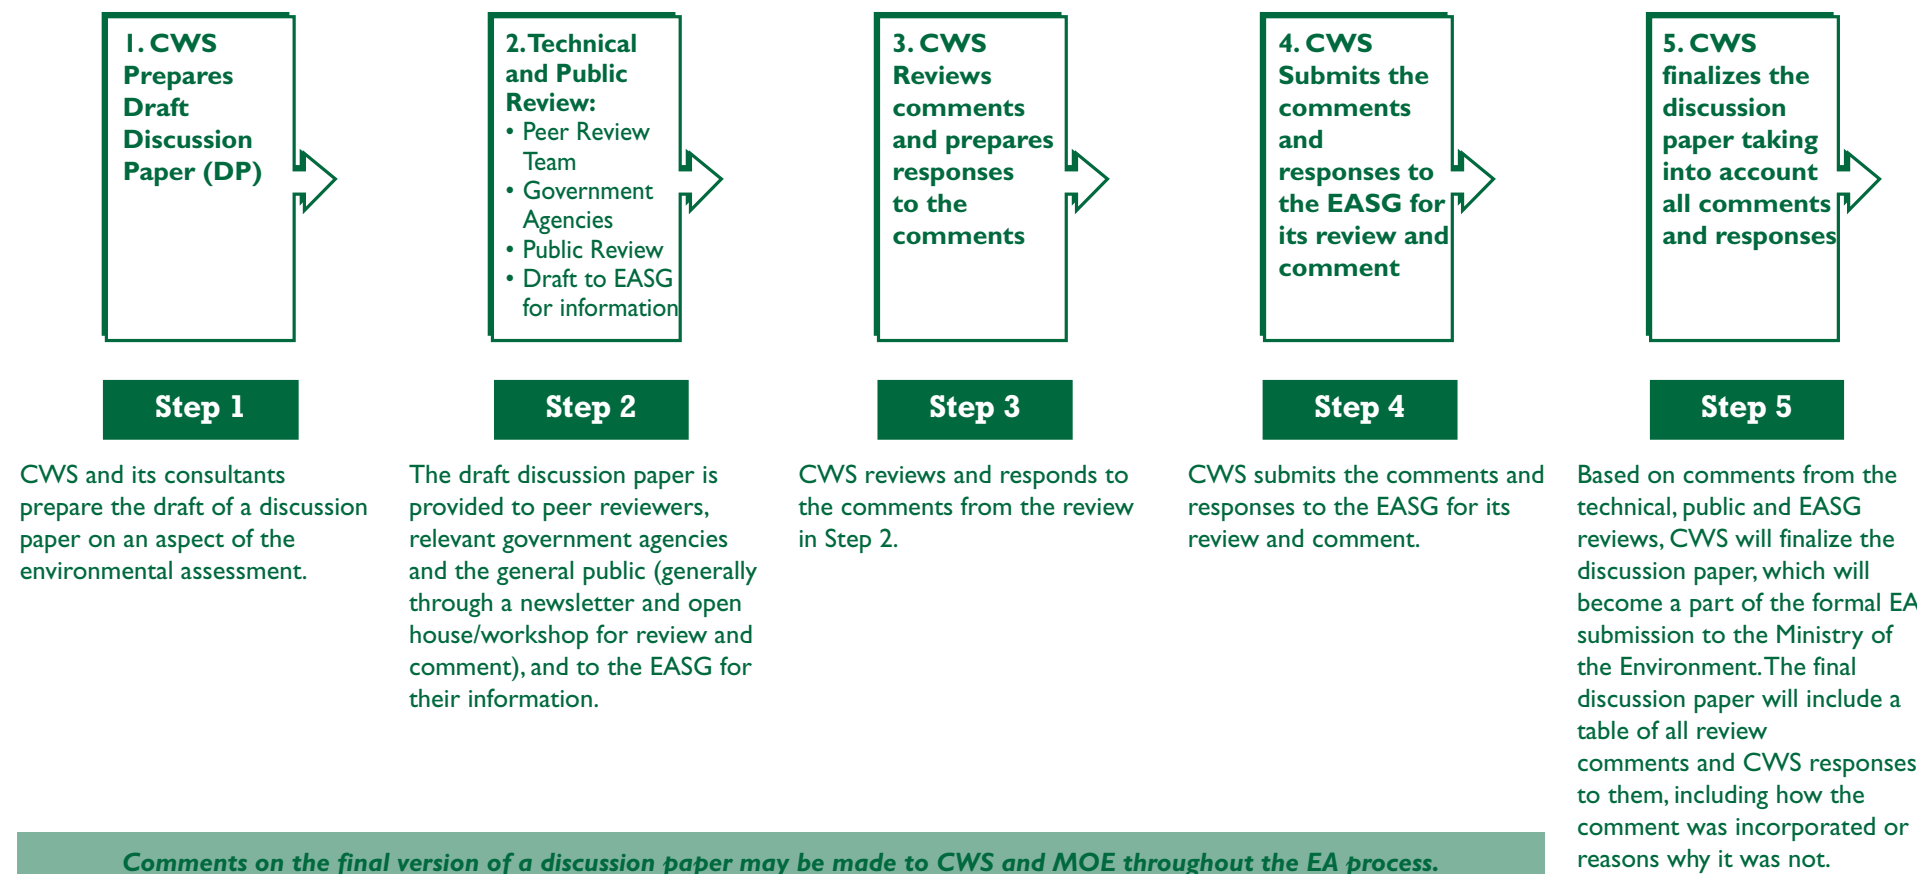 1. CWS
Prepares
Draft
Discussion
Paper (DP)
2. Technical
and Public
Review:
• Peer Review
Team
• Government
Agencies
• Public Review
• Draft to EASG
for information
3. CWS
Reviews
comments
and prepares
responses
to the
comments
4. CWS
Submits the
comments
and
responses to
the EASG for
its review and
comment
5. CWS
finalizes the
discussion
paper taking
into account
all comments
and responses
Step 1
CWS and its consultants
prepare the draft of a discussion
paper on an aspect of the
environmental assessment.
Step 2
The draft discussion paper is
provided to peer reviewers,
relevant government agencies
and the general public (generally
through a newsletter and open
house/workshop for review and
comment), and to the EASG for
their information.
Step 3
CWS reviews and responds to
the comments from the review
in Step 2.
Step 4
CWS submits the comments and
responses to the EASG for its
review and comment.
Step 5
Based on comments from the
technical, public and EASG
reviews, CWS will finalize the
discussion paper, which will
become a part of the formal EA
submission to the Ministry of
the Environment. The final
discussion paper will include a
table of all review
comments and CWS responses
to them, including how the
comment was incorporated or
reasons why it was not.
Comments on the final version of a discussion paper may be made to CWS and MOE throughout the EA process.